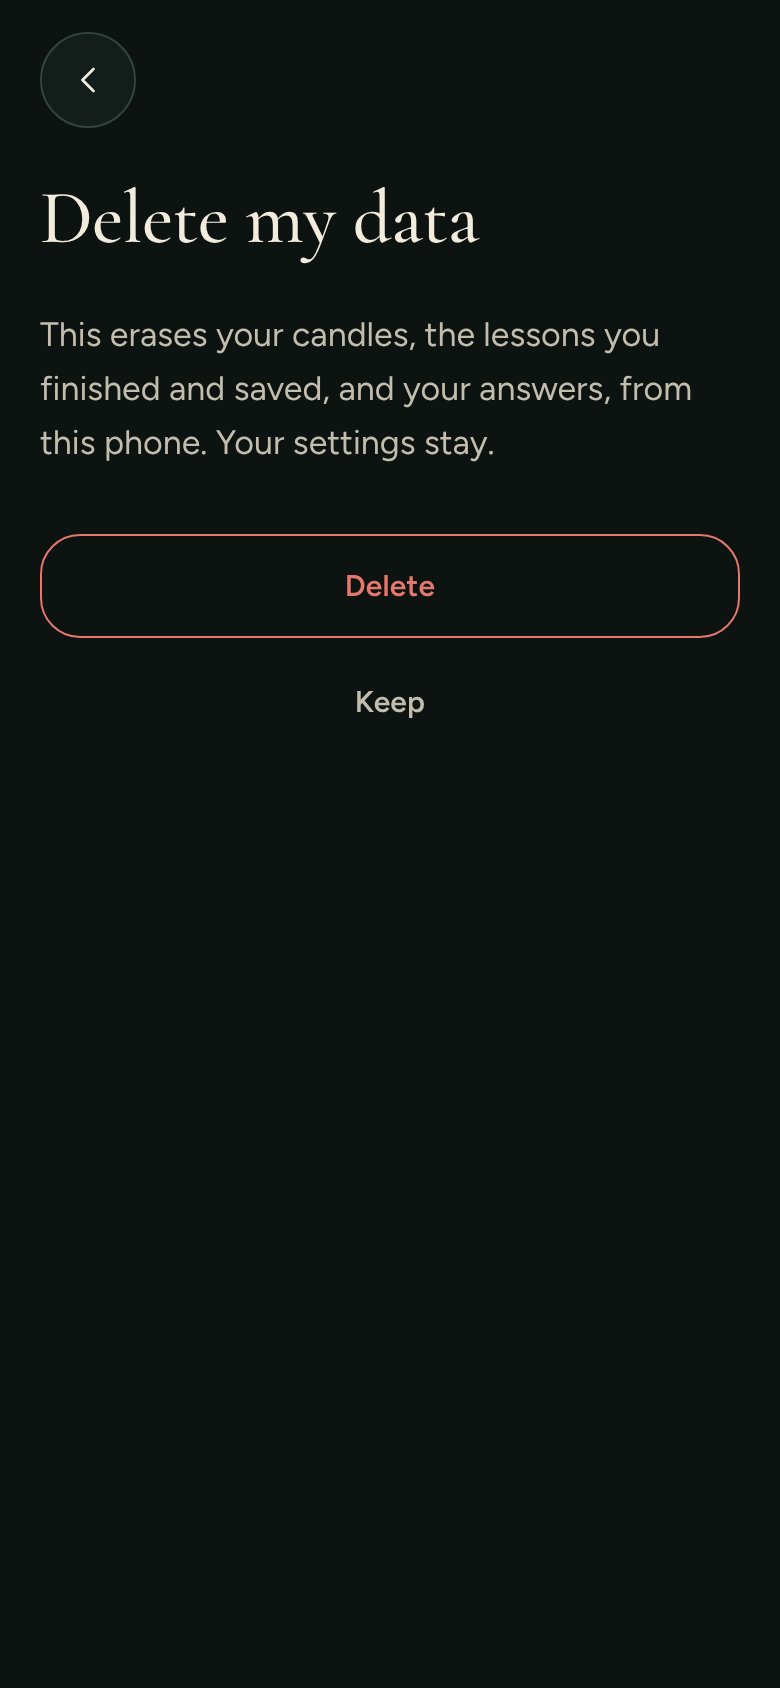 Delete my data
This erases your candles, the lessons you
finished and saved, and your answers, from
this phone. Your settings stay.
Delete
Keep